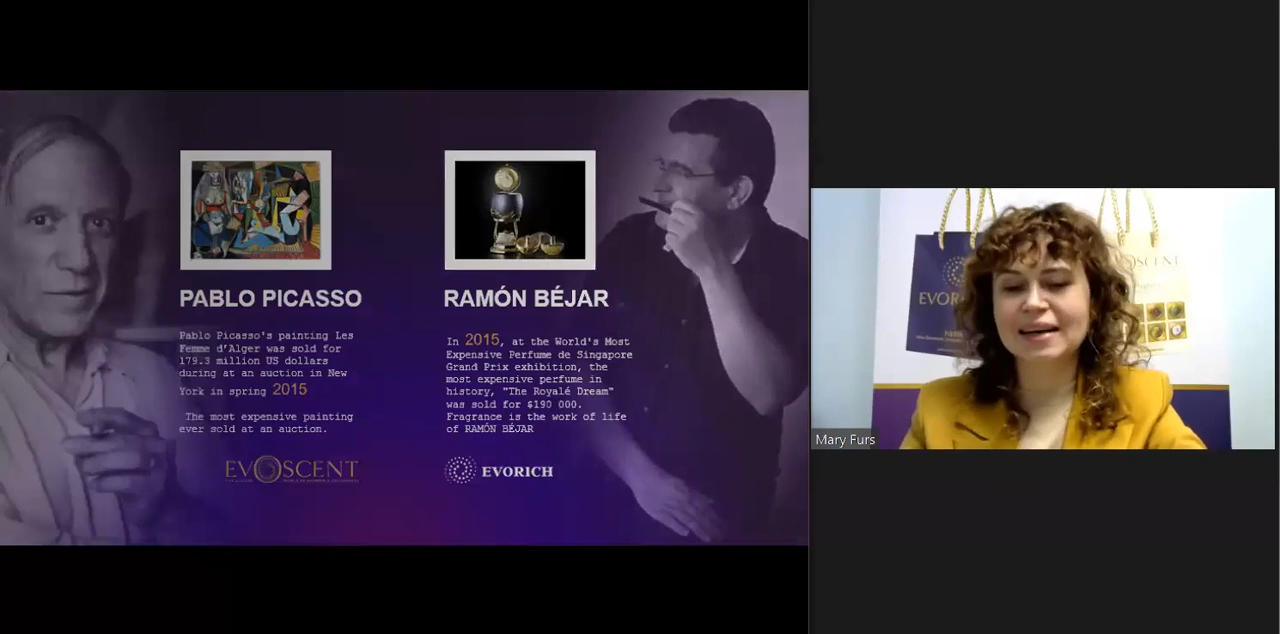 PABLO PICASSO
Pablo Picasso's painting Les
Femme d'Alger was sold for
179.3 million US dollars
during at an auction in New
York in spring 2015
The most expensive painting
ever sold at an auction.
EVOSCENT
RAMÓN BÉJAR
In 2015, at the World's Most
Expensive Perfume de Singapore
Grand Prix exhibition, the
most expensive perfume in
history, "The Royalé Dream"
was sold for $190 000.
Fragrance is the work of life
of RAMÓN BÉJAR
EVORICH
Mary Furs